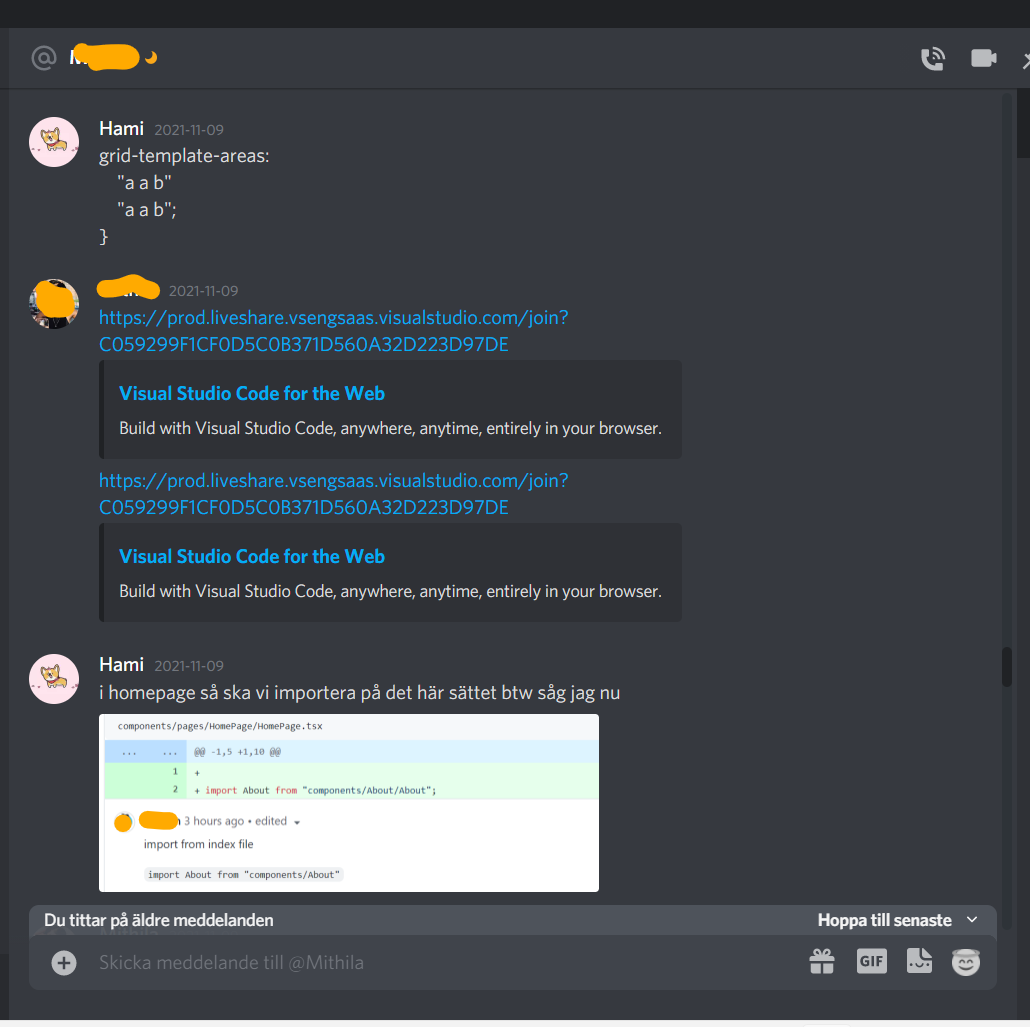 @
Hami 2021-11-09
grid-template-areas:
"a a b"
"a a b";
}
2021-11-09
https://prod.liveshare.vsengsaas.visualstudio.com/join?
C059299F1CF0D5C0B371D560A32D223D97DE
Visual Studio Code for the Web
Build with Visual Studio Code, anywhere, anytime, entirely in your browser.
https://prod.liveshare.vsengsaas.visualstudio.com/join?
C059299F1CF0D5C0B371D560A32D223D97DE
Visual Studio Code for the Web
Build with Visual Studio Code, anywhere, anytime, entirely in your browser.
Hami 2021-11-09
i homepage så ska vi importera på det här sättet btw såg jag nu
components/pages/HomePage/HomePage.tsx
... ... @@ -1,5 +1,10 @@
1 +
2 + import About from "components/About/About";
3 hours ago • edited
import from index file
import About from "components/About"
Du tittar på äldre meddelanden Hoppa till senaste
Skicka meddelande till @Mithila
GIF